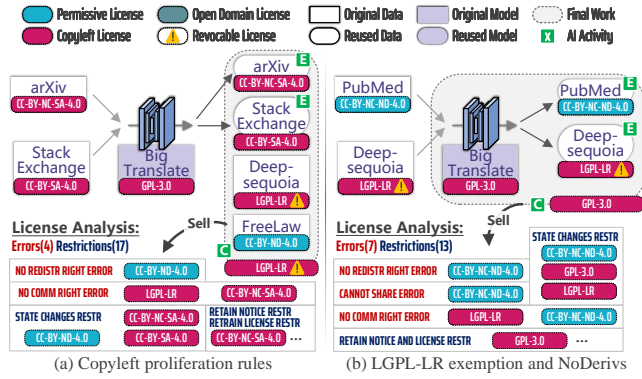 Permissive License
Open Domain License
Original Data
Original Model
Final Work
Copyleft License
Revocable License
Reused Data
Reused Model
X AI Activity
arXiv
CC-BY-NC-SA-4.0
Stack
Exchange
CC-BY-SA-4.0
Big
Translate
GPL-3.0
E
arXiv
CC-BY-NC-SA-4.0
E
Stack
Exchange
CC-BY-SA-4.0
Deep-
sequoia
LGPL-LR
FreeLaw
CC-BY-ND-4.0
C
LGPL-LR
Sell
License Analysis:
Errors(4) Restrictions(17)
NO REDISTR RIGHT ERROR
CC-BY-ND-4.0
NO COMM RIGHT ERROR
LGPL-LR
CC-BY-NC-SA-4.0
STATE CHANGES RESTR
CC-BY-NC-SA-4.0
CC-BY-ND-4.0
CC-BY-SA-4.0
RETAIN NOTICE RESTR
RETRAIN LICENSE RESTR
CC-BY-SA-4.0 ...
(a) Copyleft proliferation rules
PubMed
CC-BY-NC-ND-4.0
Deep-
sequoia
LGPL-LR
Big
Translate
GPL-3.0
E
PubMed
CC-BY-NC-ND-4.0
E
Deep-
sequoia
LGPL-LR
C
GPL-3.0
Sell
License Analysis:
Errors(7) Restrictions(13)
STATE CHANGES RESTR
CC-BY-NC-ND-4.0
GPL-3.0
LGPL-LR
NO REDISTR RIGHT ERROR
CC-BY-NC-ND-4.0
CANNOT SHARE ERROR
CC-BY-NC-ND-4.0
NO COMM RIGHT ERROR
LGPL-LR
CC-BY-NC-ND-4.0
RETAIN NOTICE AND LICENSE RESTR
GPL-3.0
...
(b) LGPL-LR exemption and NoDerivs